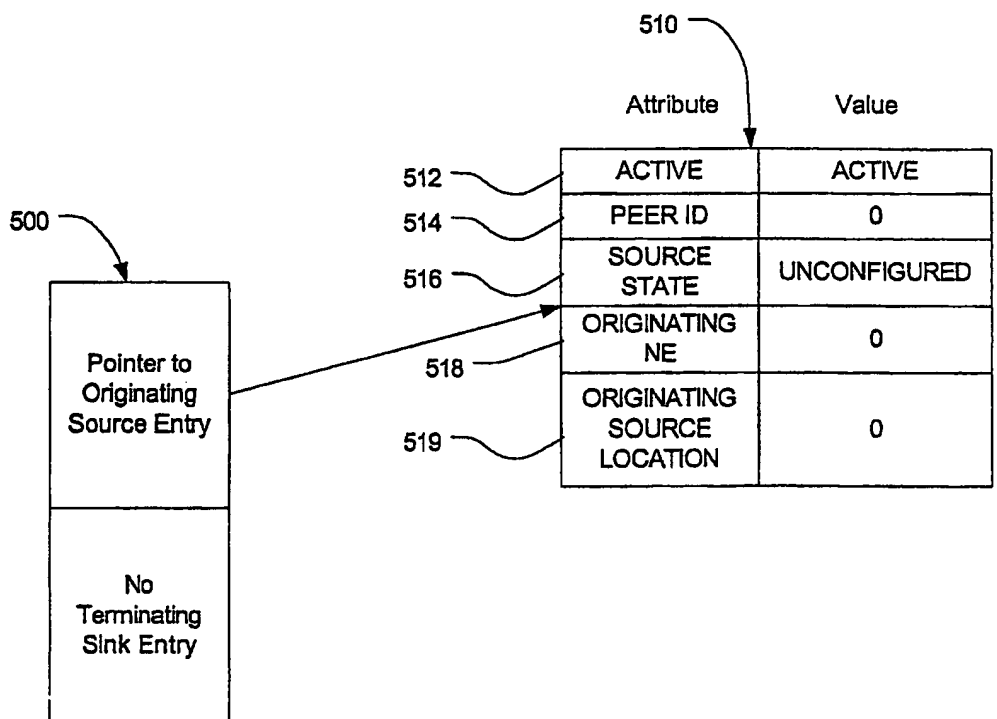 510
Attribute Value
512 ACTIVE ACTIVE
514 PEER ID 0
516 SOURCE
STATE UNCONFIGURED
518 ORIGINATING
NE 0
519 ORIGINATING
SOURCE
LOCATION 0
500
Pointer to
Originating
Source Entry
No
Terminating
Sink Entry